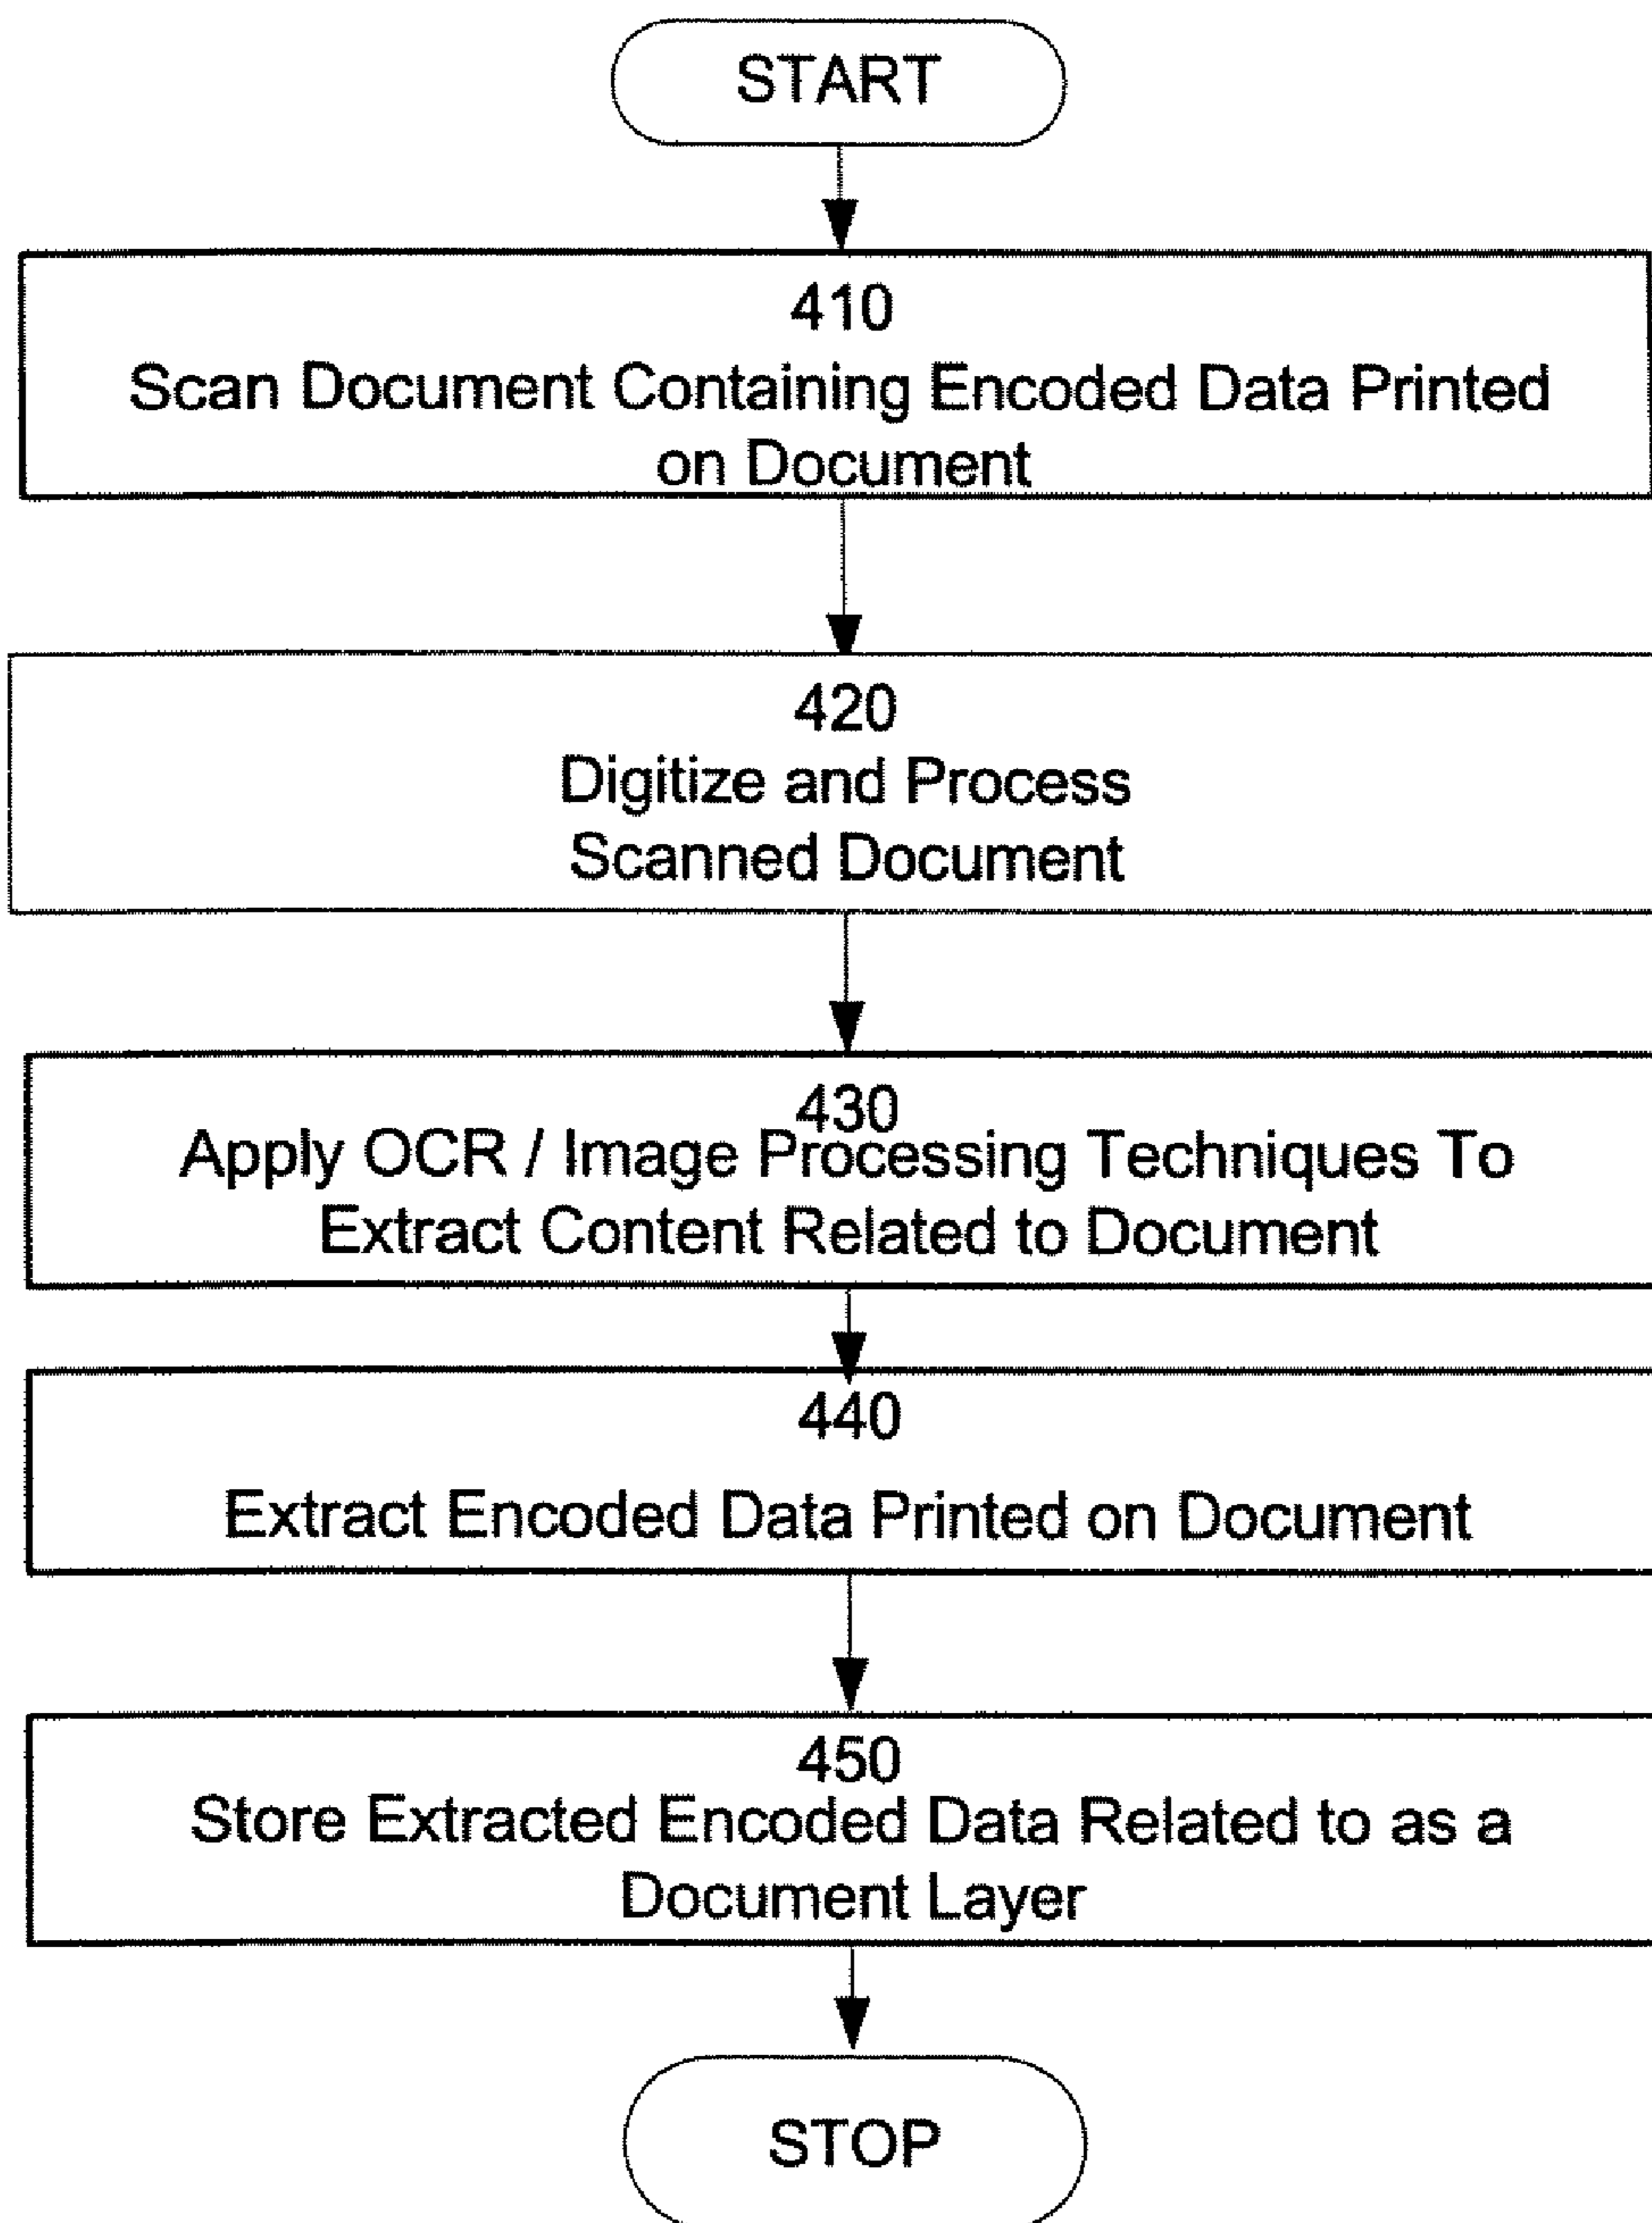 START
410
Scan Document Containing Encoded Data Printed
on Document
420
Digitize and Process
Scanned Document
430
Apply OCR / Image Processing Techniques To
Extract Content Related to Document
440
Extract Encoded Data Printed on Document
450
Store Extracted Encoded Data Related to as a
Document Layer
STOP